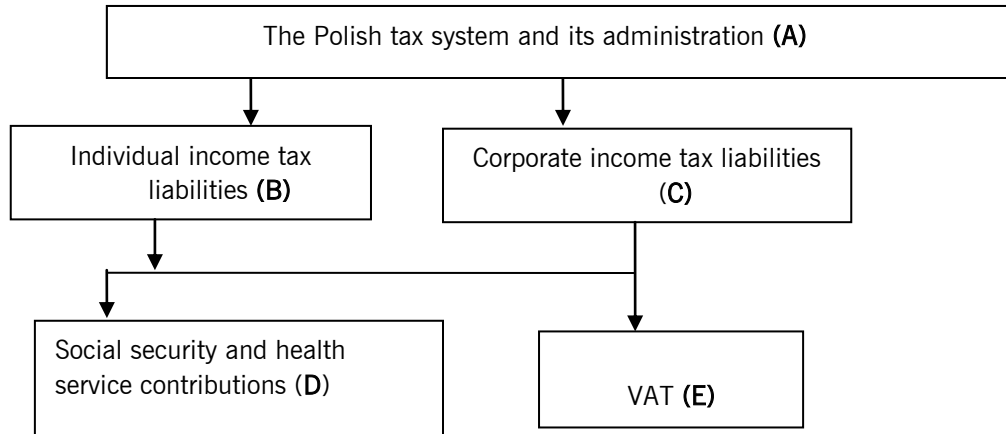 The Polish tax system and its administration (A)
Individual income tax
liabilities (B)
Corporate income tax liabilities
(C)
Social security and health
service contributions (D)
VAT (E)